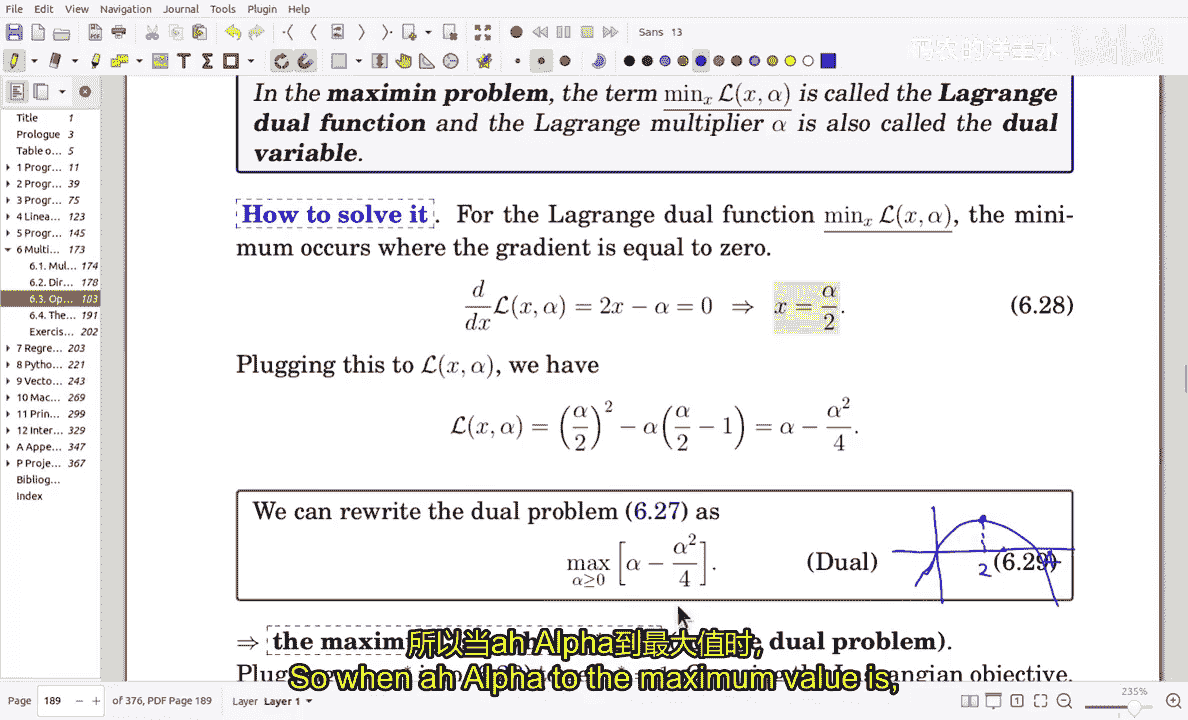 File Edit View Navigation Journal Tools Plugin Help
Sans 13
Title 1
Prologue 3
Table o... 5
1 Progr... 11
2 Progr... 39
3 Progr... 75
4 Linea... 123
5 Progr... 145
6 Multi... 173
6.1. Mul... 174
6.2. Dir... 178
6.3. Op... 183
6.4. The... 191
Exercis... 202
7 Regre... 203
8 Pytho... 221
9 Vecto... 243
10 Mac... 269
11 Prin... 299
12 Inter... 329
A Appe... 347
P Proje... 367
Bibliog...
Index
In the maximin problem, the term min_x ℒ(x, α) is called the Lagrange
dual function and the Lagrange multiplier α is also called the dual
variable.
How to solve it. For the Lagrange dual function min_x ℒ(x, α), the mini-
mum occurs where the gradient is equal to zero.
d/dx ℒ(x, α) = 2x − α = 0 ⇒ x = α/2. (6.28)
Plugging this to ℒ(x, α), we have
ℒ(x, α) = (α/2)² − α(α/2 − 1) = α − α²/4.
We can rewrite the dual problem (6.27) as
max_{α≥0} [α − α²/4]. (Dual) (6.29)
2
4
⇒ the maxim
dual problem).
所以当ah Alpha到最大值时,
So when ah Alpha to the maximum value is,
Page 189 of 376, PDF Page 189 Layer Layer 1
235%